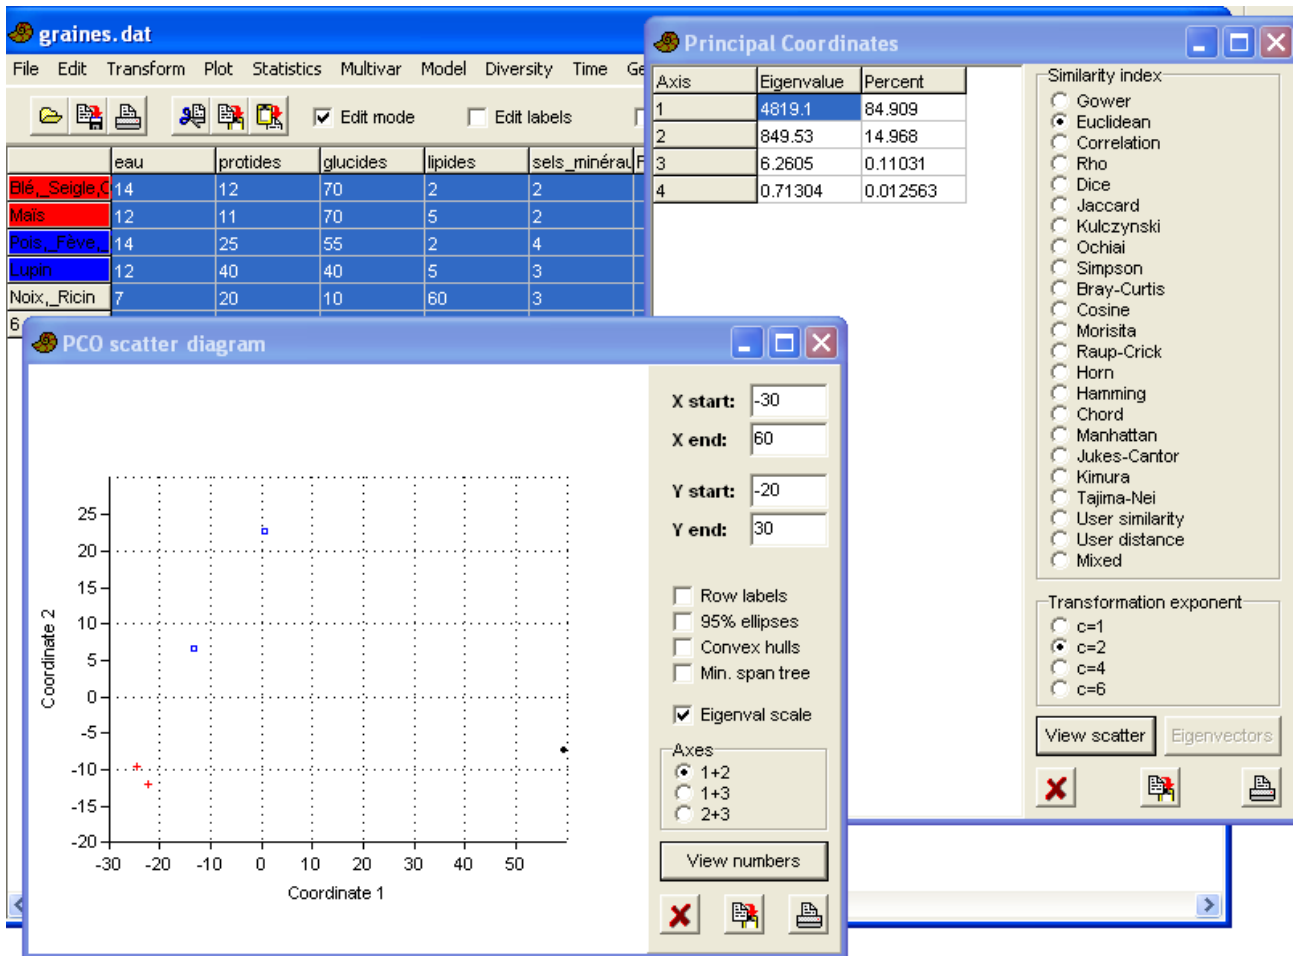 graines.dat
File Edit Transform Plot Statistics Multivar Model Diversity Time Ge
Edit mode Edit labels
eau protides glucides lipides sels_minérau F
Blé,_Seigle,C 14 12 70 2 2
Maïs 12 11 70 5 2
Pois,_Fève,_ 14 25 55 2 4
Lupin 12 40 40 5 3
Noix,_Ricin 7 20 10 60 3
6
Principal Coordinates
Axis Eigenvalue Percent
1 4819.1 84.909
2 849.53 14.968
3 6.2605 0.11031
4 0.71304 0.012563
Similarity index
Gower
Euclidean
Correlation
Rho
Dice
Jaccard
Kulczynski
Ochiai
Simpson
Bray-Curtis
Cosine
Morisita
Raup-Crick
Horn
Hamming
Chord
Manhattan
Jukes-Cantor
Kimura
Tajima-Nei
User similarity
User distance
Mixed
Transformation exponent
c=1
c=2
c=4
c=6
View scatter Eigenvectors
PCO scatter diagram
25
20
15
10
5
0
-5
-10
-15
-20
-30 -20 -10 0 10 20 30 40 50
Coordinate 2
Coordinate 1
X start: -30
X end: 60
Y start: -20
Y end: 30
Row labels
95% ellipses
Convex hulls
Min. span tree
Eigenval scale
Axes
1+2
1+3
2+3
View numbers